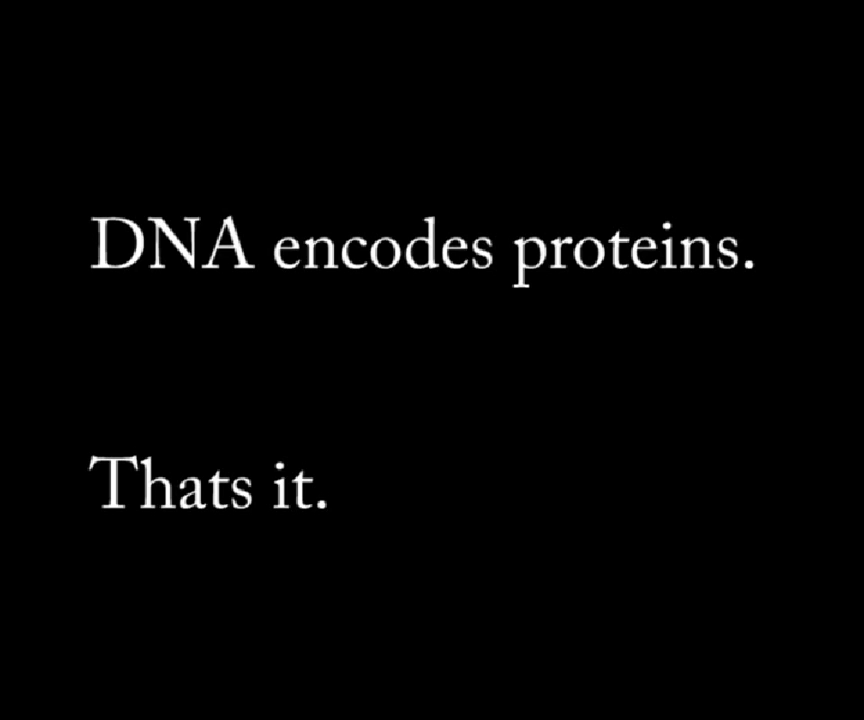 DNA encodes proteins.
Thats it.